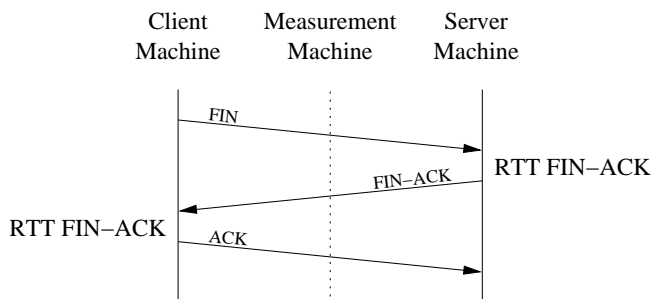 Client Machine
Measurement Machine
Server Machine
FIN
RTT FIN–ACK
FIN–ACK
RTT FIN–ACK
ACK